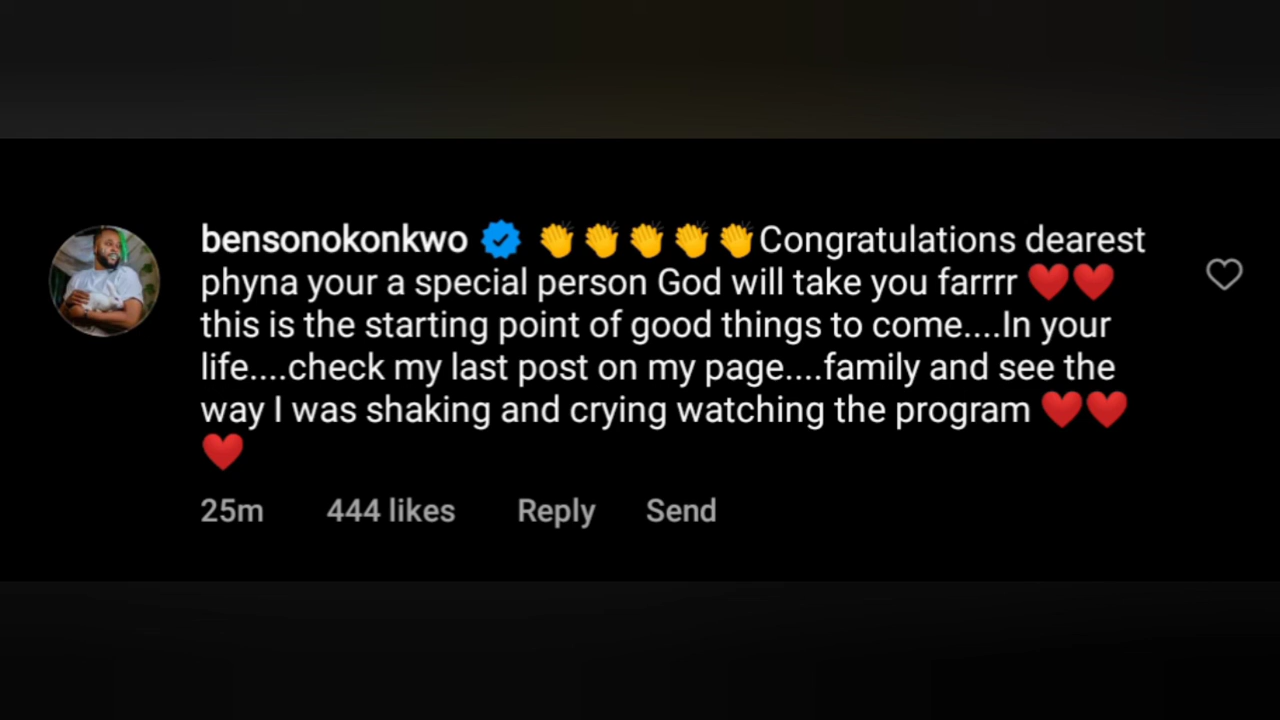 bensonokonkwo 👏👏👏👏👏Congratulations dearest
phyna your a special person God will take you farrrr ❤️❤️
this is the starting point of good things to come....In your
life....check my last post on my page....family and see the
way I was shaking and crying watching the program ❤️❤️
❤️
25m 444 likes Reply Send